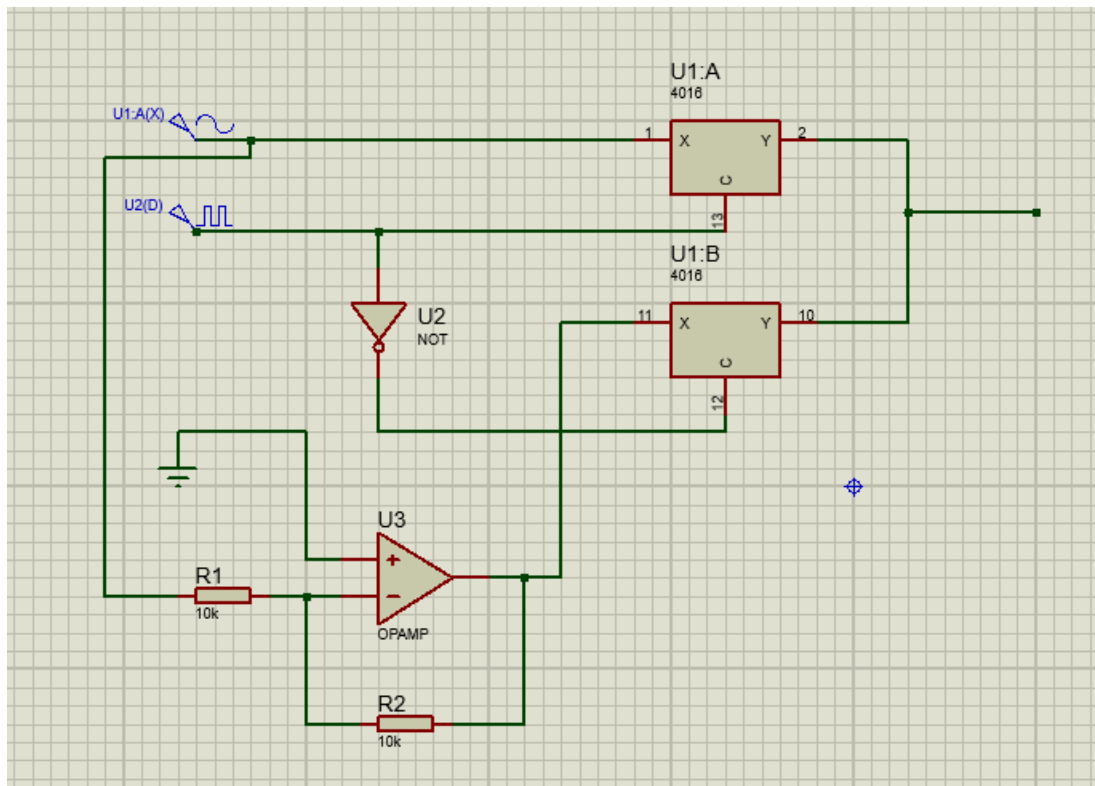 U1:A
4016
U1:A(X)
1
X
Y
2
C
13
U2(D)
U1:B
4016
11
X
Y
10
C
12
U2
NOT
U3
+
−
OPAMP
R1
10k
R2
10k